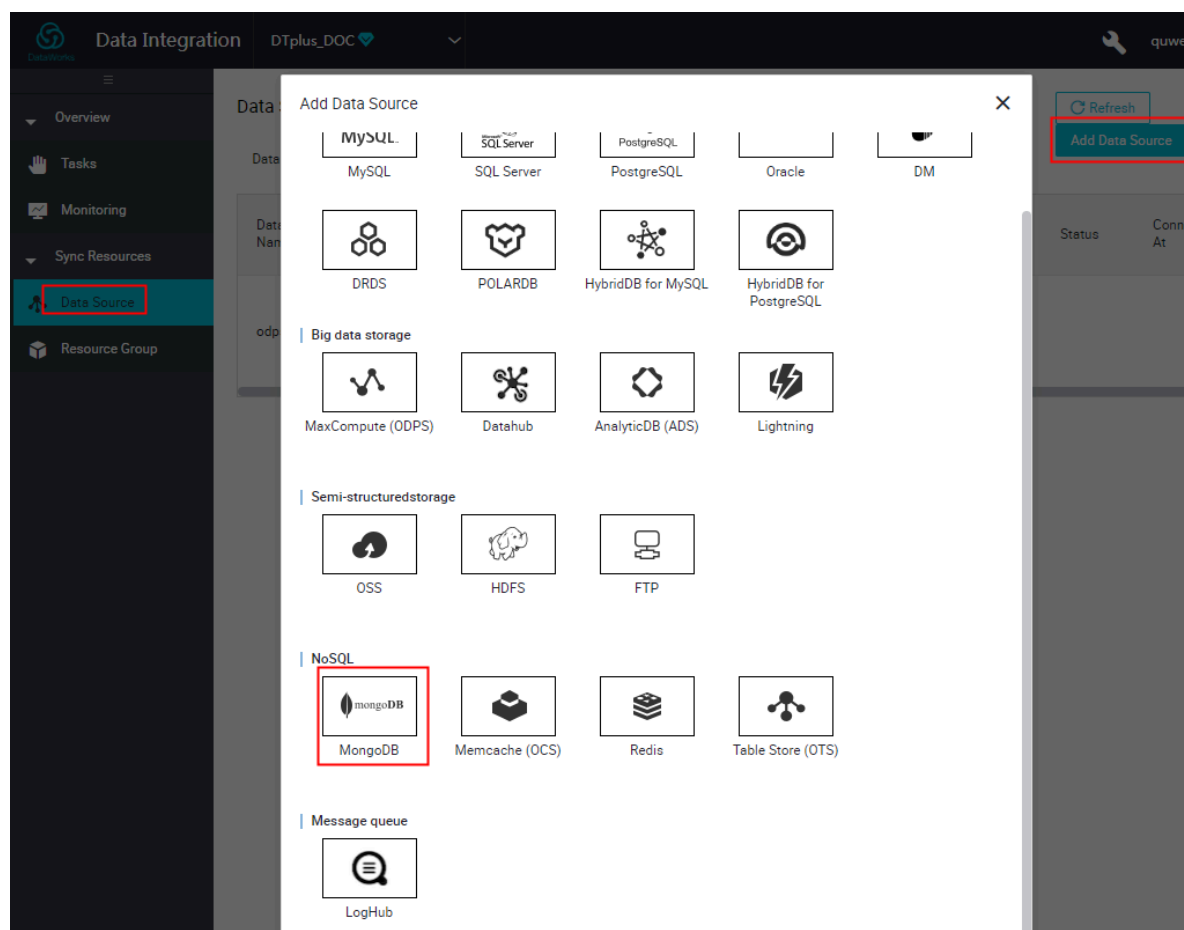 Data Integration DTplus_DOC quwe
DataWorks
Overview
Tasks
Monitoring
Sync Resources
Data Source
Resource Group
Data
Refresh
Add Data Source
Data
Data
Nam
Status
Conn
At
odp
Add Data Source
MySQL
SQL Server
PostgreSQL
MySQL
SQL Server
PostgreSQL
Oracle
DM
DRDS
POLARDB
HybridDB for MySQL
HybridDB for
PostgreSQL
Big data storage
MaxCompute (ODPS)
Datahub
AnalyticDB (ADS)
Lightning
Semi-structuredstorage
OSS
HDFS
FTP
NoSQL
mongoDB
MongoDB
Memcache (OCS)
Redis
Table Store (OTS)
Message queue
LogHub